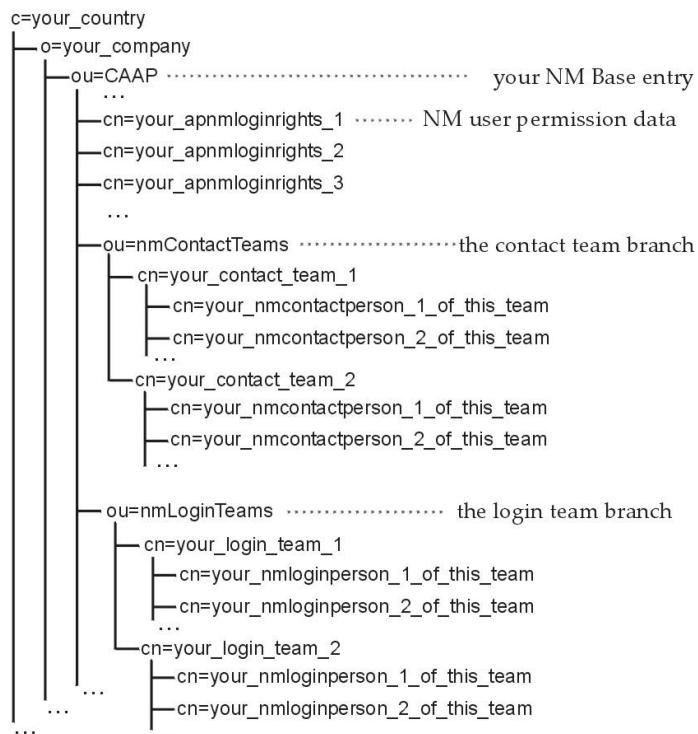 c=your_country
o=your_company
ou=CAAP your NM Base entry
...
cn=your_apnmloginrights_1 NM user permission data
cn=your_apnmloginrights_2
cn=your_apnmloginrights_3
...
ou=nmContactTeams the contact team branch
cn=your_contact_team_1
cn=your_nmcontactperson_1_of_this_team
cn=your_nmcontactperson_2_of_this_team
...
cn=your_contact_team_2
cn=your_nmcontactperson_1_of_this_team
cn=your_nmcontactperson_2_of_this_team
...
ou=nmLoginTeams the login team branch
cn=your_login_team_1
cn=your_nmloginperson_1_of_this_team
cn=your_nmloginperson_2_of_this_team
...
cn=your_login_team_2
cn=your_nmloginperson_1_of_this_team
...
cn=your_nmloginperson_2_of_this_team
...
...